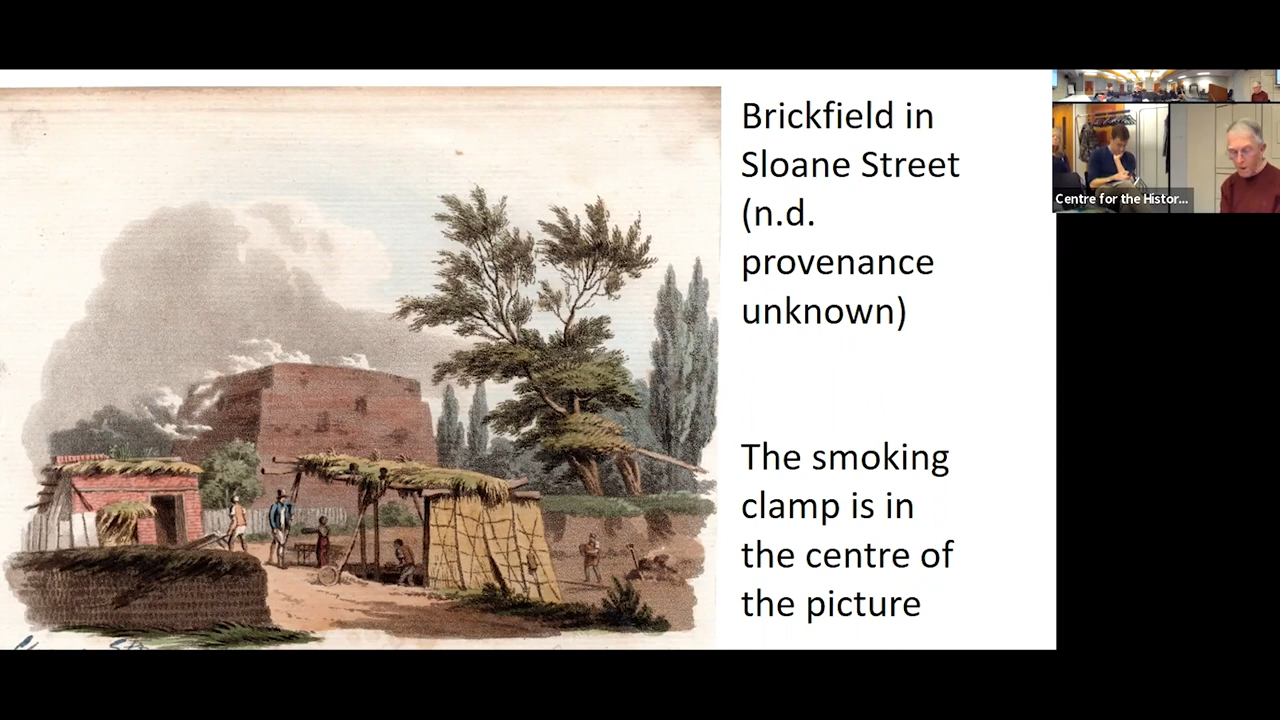 Brickfield in
Sloane Street
(n.d.
provenance
unknown)
The smoking
clamp is in
the centre of
the picture
Centre for the Histor...